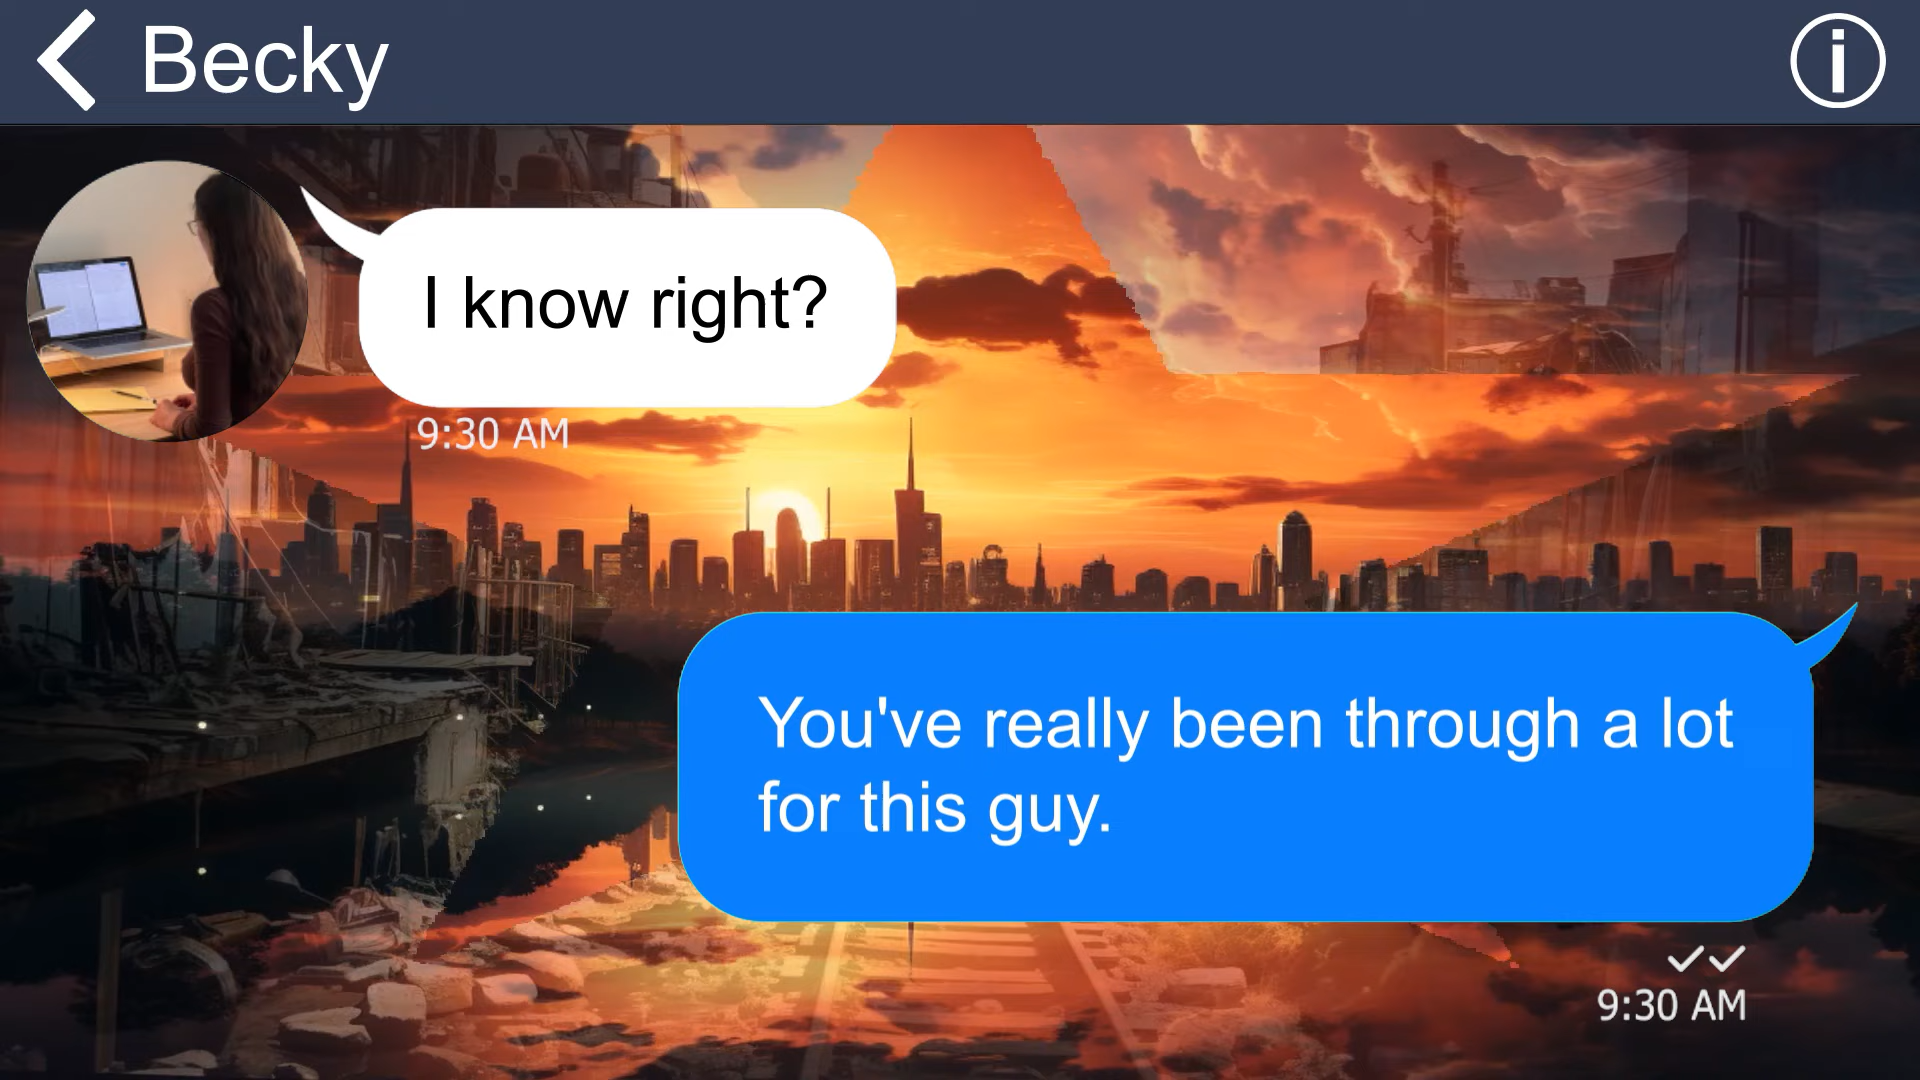 Becky
I know right?
9:30 AM
You've really been through a lot
for this guy.
9:30 AM